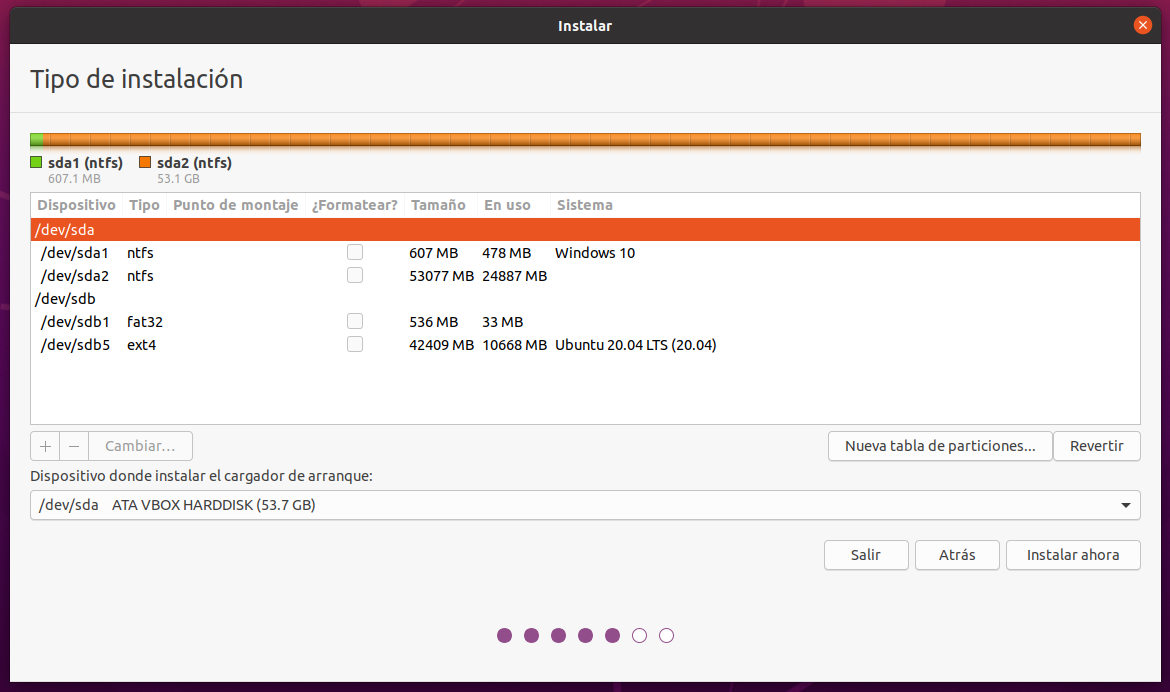 Instalar
Tipo de instalación
sda1 (ntfs) sda2 (ntfs)
607.1 MB 53.1 GB
Dispositivo Tipo Punto de montaje ¿Formatear? Tamaño En uso Sistema
/dev/sda
/dev/sda1 ntfs 607 MB 478 MB Windows 10
/dev/sda2 ntfs 53077 MB 24887 MB
/dev/sdb
/dev/sdb1 fat32 536 MB 33 MB
/dev/sdb5 ext4 42409 MB 10668 MB Ubuntu 20.04 LTS (20.04)
+ − Cambiar... Nueva tabla de particiones... Revertir
Dispositivo donde instalar el cargador de arranque:
/dev/sda ATA VBOX HARDDISK (53.7 GB)
Salir Atrás Instalar ahora